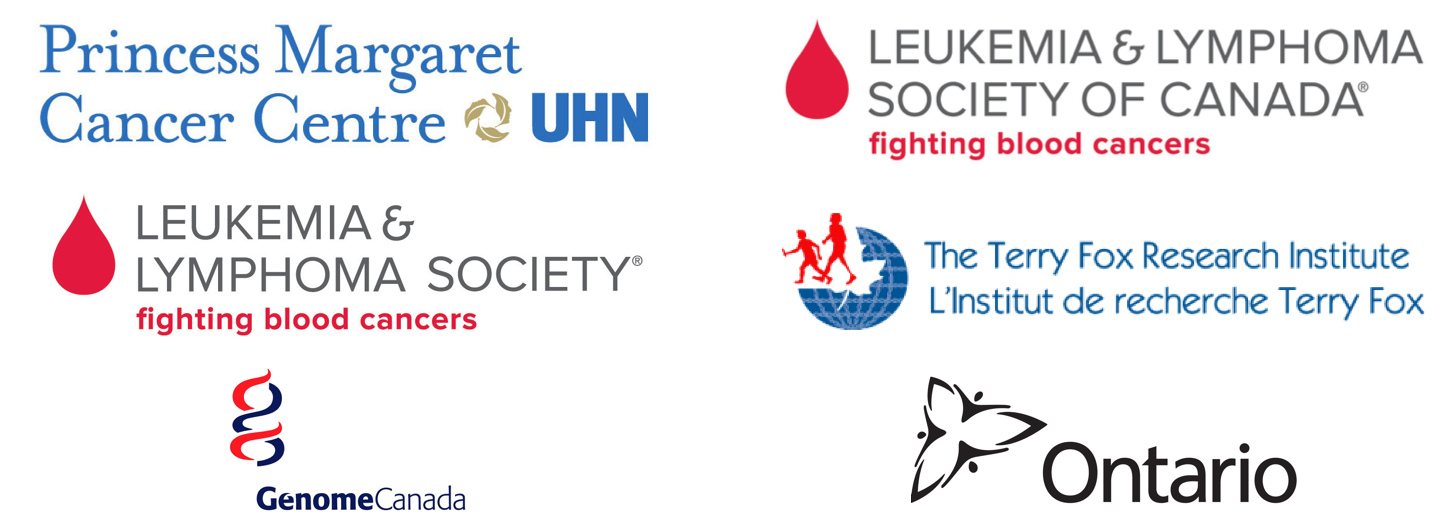 Princess Margaret
Cancer Centre UHN
LEUKEMIA & LYMPHOMA
SOCIETY OF CANADA®
fighting blood cancers
LEUKEMIA &
LYMPHOMA SOCIETY®
fighting blood cancers
The Terry Fox Research Institute
L'Institut de recherche Terry Fox
GenomeCanada
Ontario